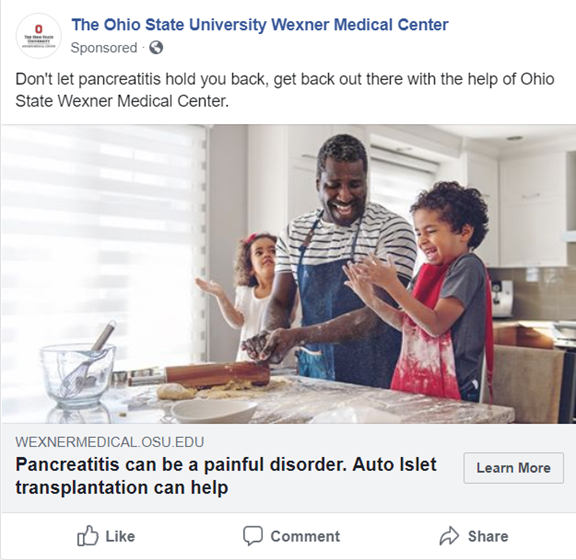 The Ohio State University Wexner Medical Center
Sponsored ·
Don't let pancreatitis hold you back, get back out there with the help of Ohio
State Wexner Medical Center.
WEXNERMEDICAL.OSU.EDU
Pancreatitis can be a painful disorder. Auto Islet
transplantation can help
Learn More
Like
Comment
Share